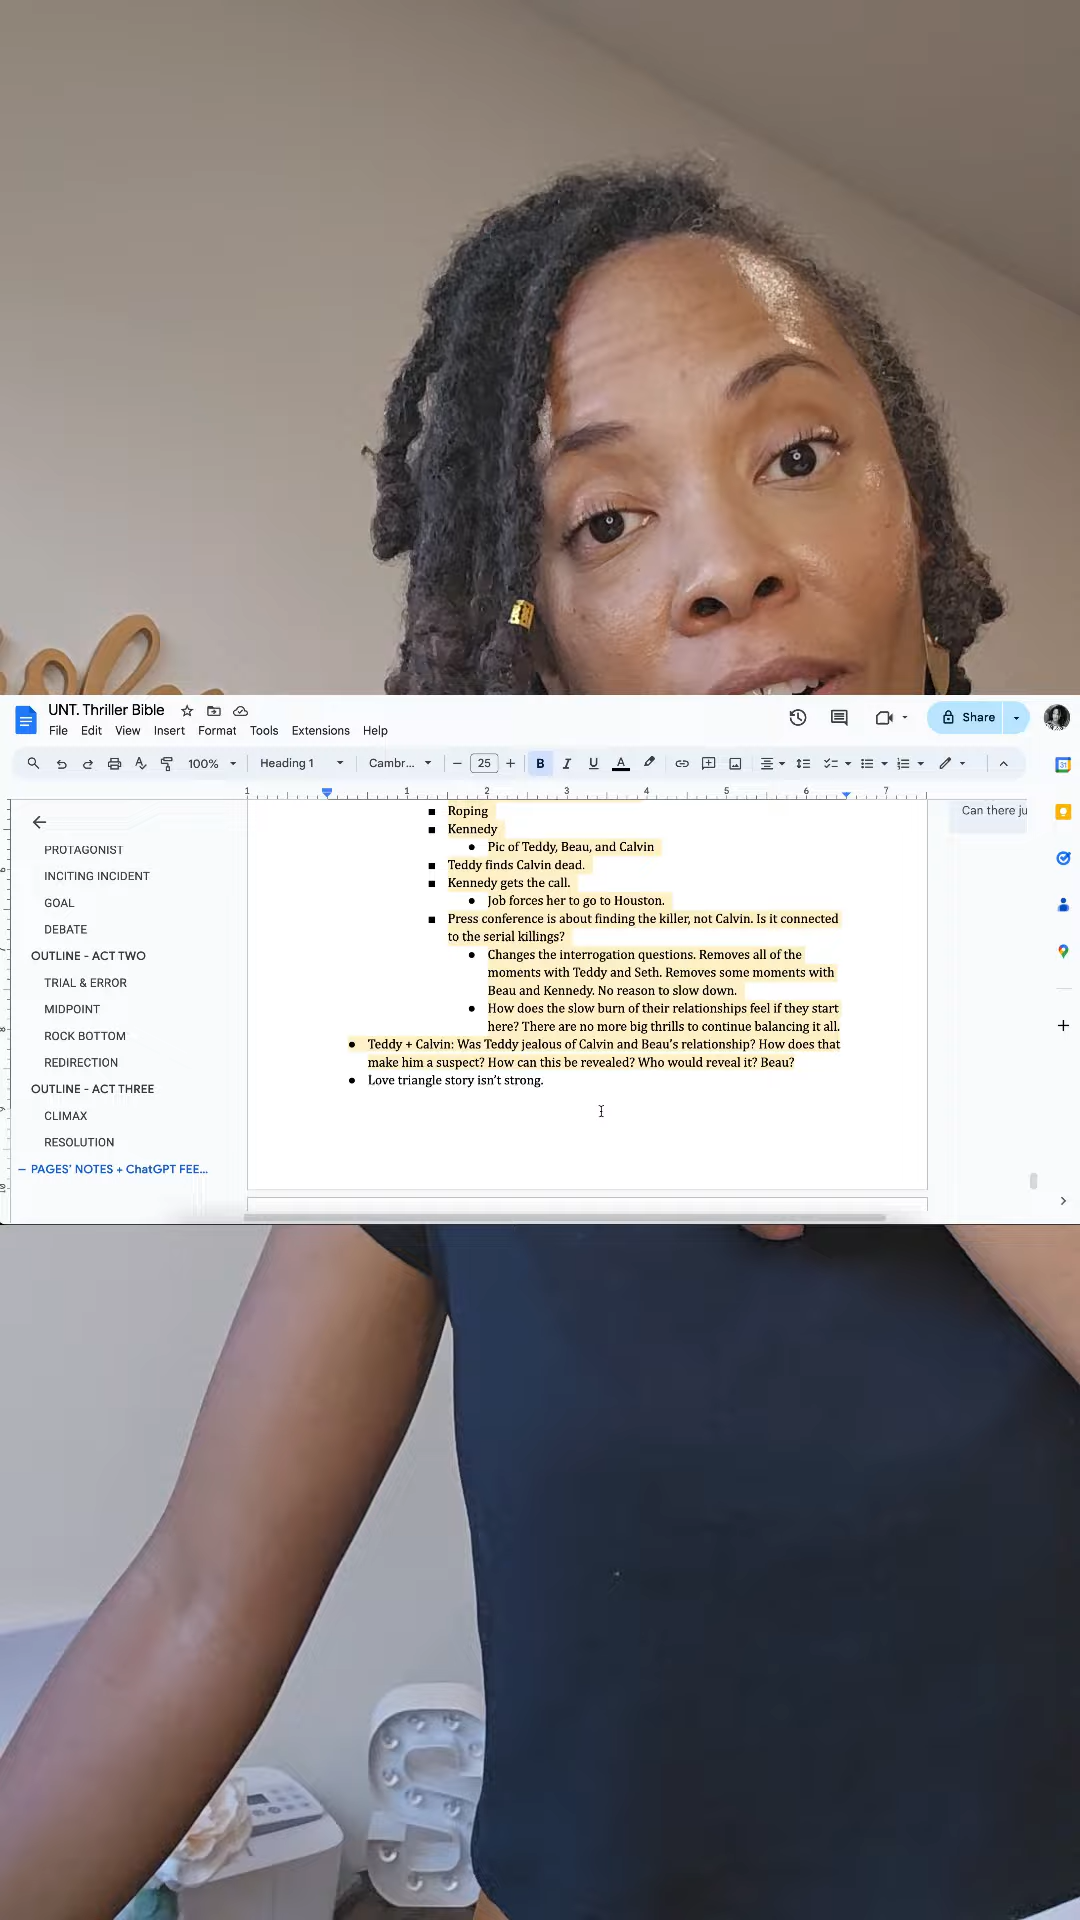 UNT. Thriller Bible
File Edit View Insert Format Tools Extensions Help
Share
100% Heading 1 Cambr... 25 B I U A
1 1 2 3 4 5 6 7
Can there ju
PROTAGONIST
INCITING INCIDENT
GOAL
DEBATE
OUTLINE - ACT TWO
TRIAL & ERROR
MIDPOINT
ROCK BOTTOM
REDIRECTION
OUTLINE - ACT THREE
CLIMAX
RESOLUTION
PAGES' NOTES + ChatGPT FEE...
■ Roping
■ Kennedy
● Pic of Teddy, Beau, and Calvin
■ Teddy finds Calvin dead.
■ Kennedy gets the call.
● Job forces her to go to Houston.
■ Press conference is about finding the killer, not Calvin. Is it connected
to the serial killings?
● Changes the interrogation questions. Removes all of the
moments with Teddy and Seth. Removes some moments with
Beau and Kennedy. No reason to slow down.
● How does the slow burn of their relationships feel if they start
here? There are no more big thrills to continue balancing it all.
● Teddy + Calvin: Was Teddy jealous of Calvin and Beau's relationship? How does that
make him a suspect? How can this be revealed? Who would reveal it? Beau?
● Love triangle story isn't strong.